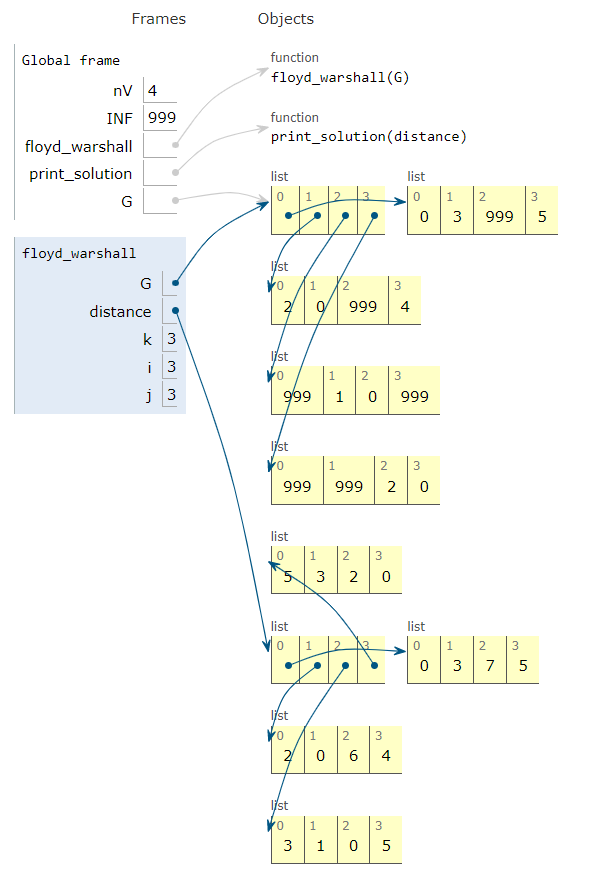 Frames Objects
Global frame
nV 4
INF 999
floyd_warshall
print_solution
G
function
floyd_warshall(G)
function
print_solution(distance)
list list
0 1 2 3 0 1 2 3
0 3 999 5
list
0 1 2 3
2 0 999 4
floyd_warshall
G
distance
k 3
i 3
j 3
list
0 1 2 3
999 1 0 999
list
0 1 2 3
999 999 2 0
list
0 1 2 3
5 3 2 0
list list
0 1 2 3 0 1 2 3
0 3 7 5
list
0 1 2 3
2 0 6 4
list
0 1 2 3
3 1 0 5